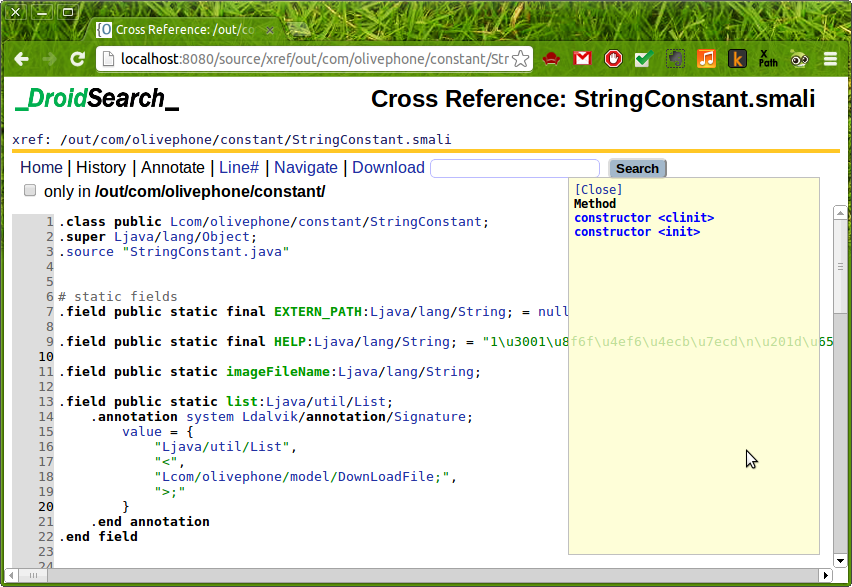 {O Cross Reference: /out/co
localhost:8080/source/xref/out/com/olivephone/constant/Str
X Path
_DroidSearch_
Cross Reference: StringConstant.smali
xref: /out/com/olivephone/constant/StringConstant.smali
Home | History | Annotate | Line# | Navigate | Download
Search
only in /out/com/olivephone/constant/
[Close]
Method
constructor <clinit>
constructor <init>
1 .class public Lcom/olivephone/constant/StringConstant;
2 .super Ljava/lang/Object;
3 .source "StringConstant.java"
4
5
6 # static fields
7 .field public static final EXTERN_PATH:Ljava/lang/String; = null
8
9 .field public static final HELP:Ljava/lang/String; = "1\u3001\u8f6f\u4ef6\u4ecb\u7ecd\n\u201d\u65
10
11 .field public static imageFileName:Ljava/lang/String;
12
13 .field public static list:Ljava/util/List;
14 .annotation system Ldalvik/annotation/Signature;
15 value = {
16 "Ljava/util/List",
17 "<",
18 "Lcom/olivephone/model/DownLoadFile;",
19 ">;"
20 }
21 .end annotation
22 .end field
23
24